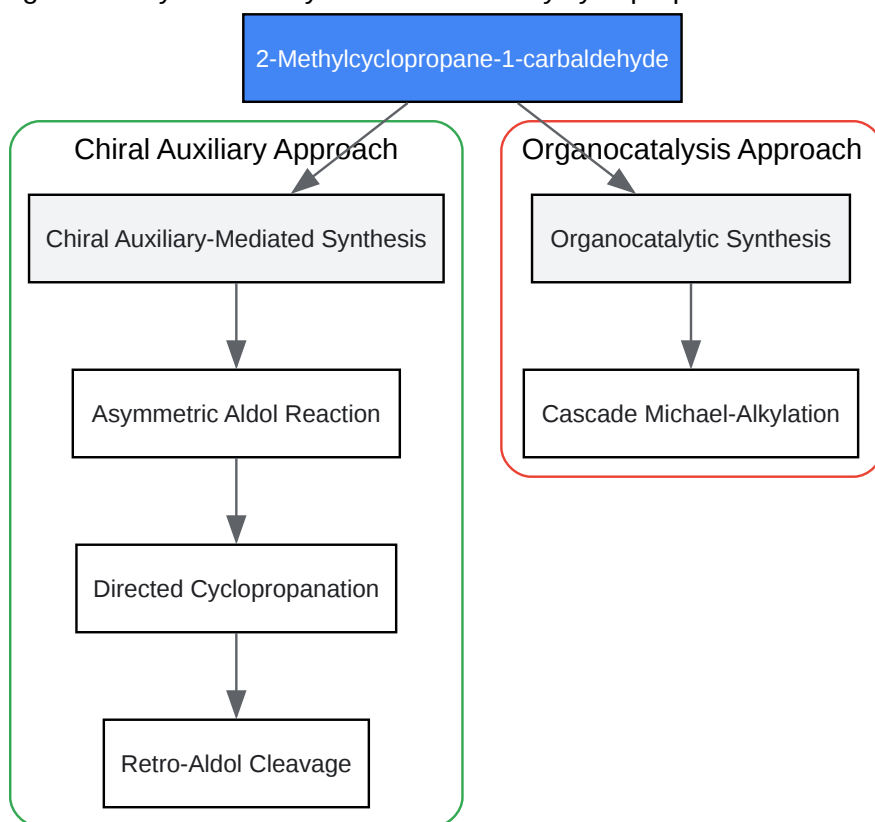 2-Methylcyclopropane-1-carbaldehyde
Chiral Auxiliary Approach
Organocatalysis Approach
Chiral Auxiliary-Mediated Synthesis
Organocatalytic Synthesis
Asymmetric Aldol Reaction
Cascade Michael-Alkylation
Directed Cyclopropanation
Retro-Aldol Cleavage